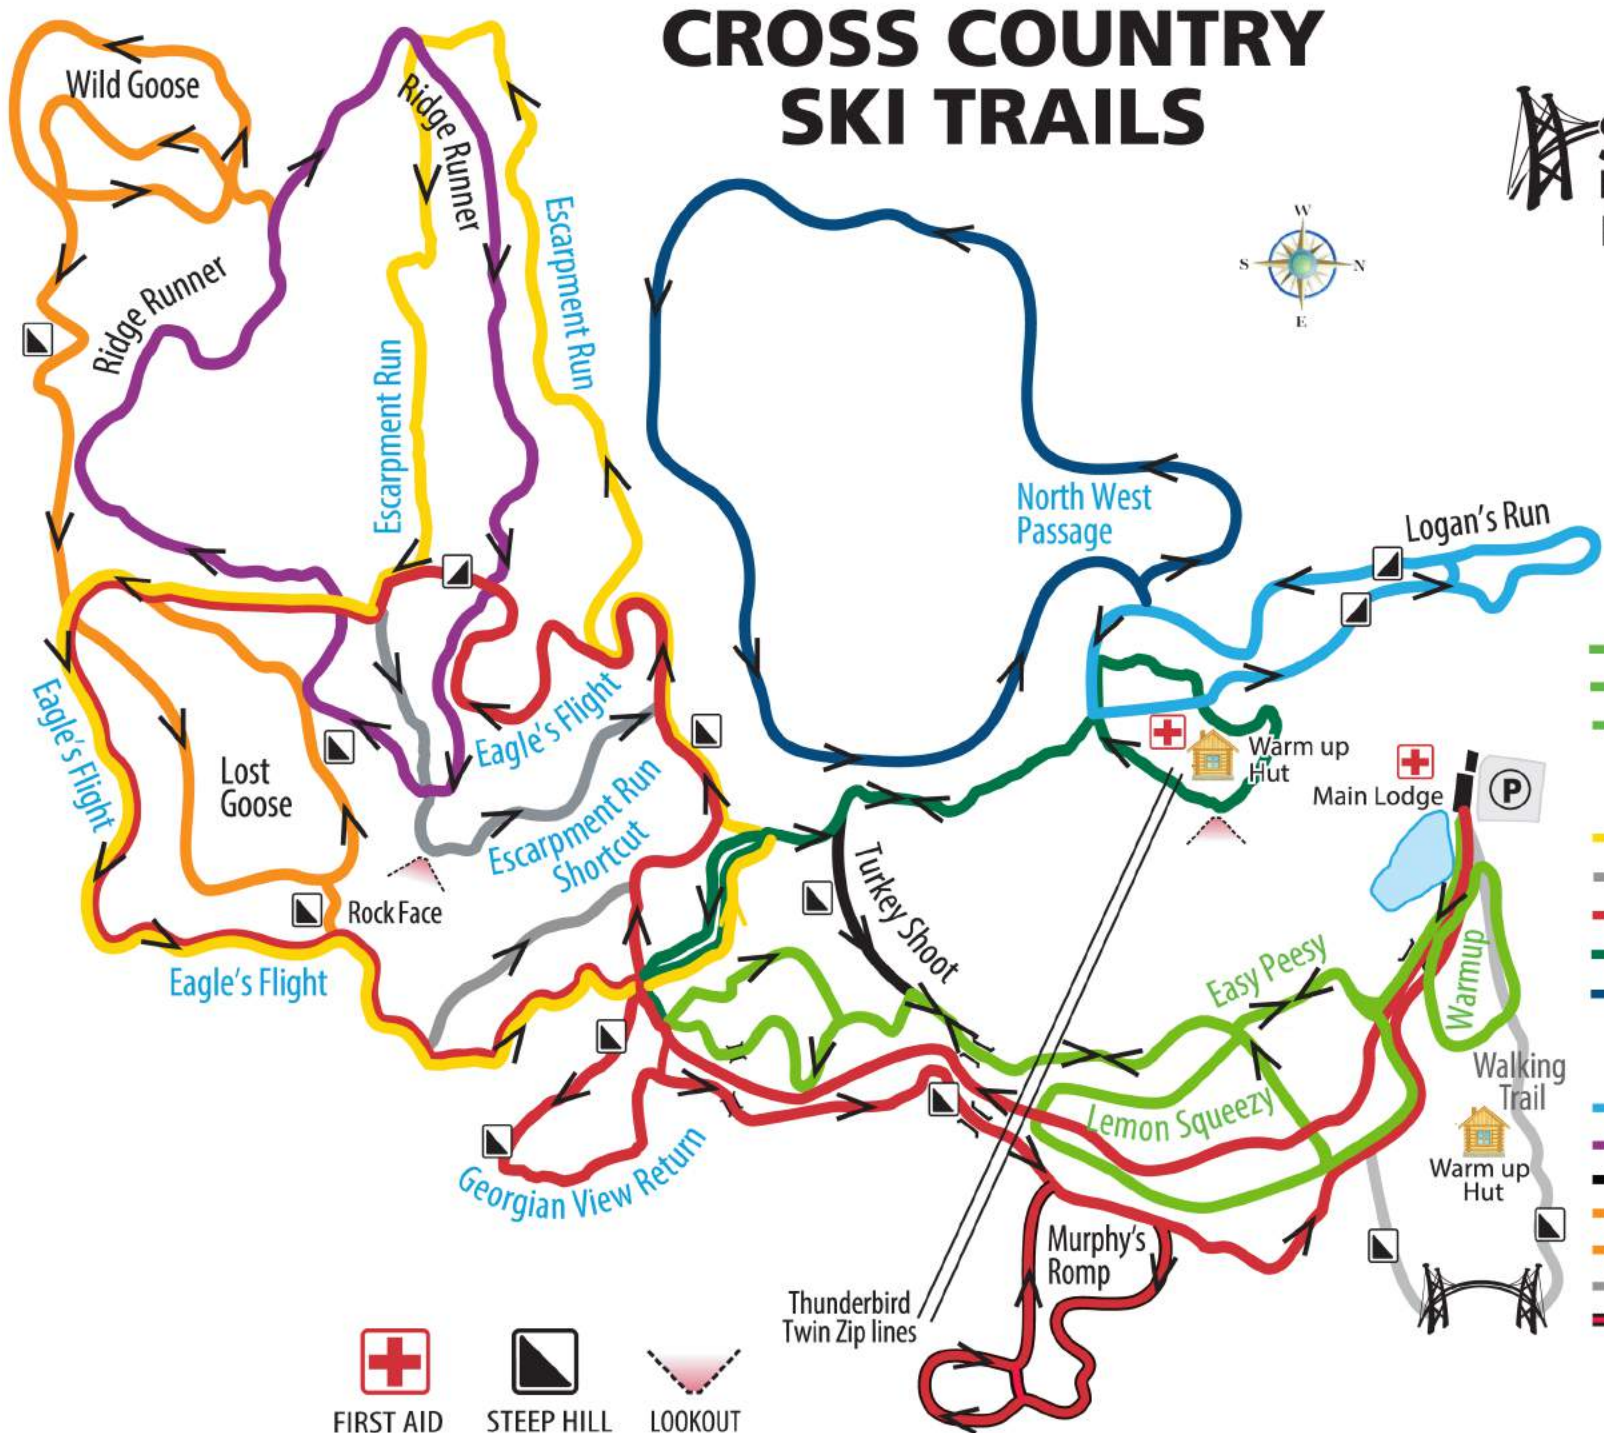 CROSS COUNTRY
SKI TRAILS
Wild Goose
Ridge Runner
Ridge Runner
Escarpment Run
Escarpment Run
W
S
N
E
North West
Passage
Logan's Run
Eagle's Flight
Lost
Goose
Eagle's Flight
Escarpment Run
Shortcut
Warm up
Hut
Main Lodge
P
Rock Face
Turkey Shoot
Eagle's Flight
Easy Peesy
Warmup
Walking
Trail
Lemon Squeezy
Warm up
Hut
Georgian View Return
Murphy's
Romp
Thunderbird
Twin Zip lines
FIRST AID
STEEP HILL
LOOKOUT